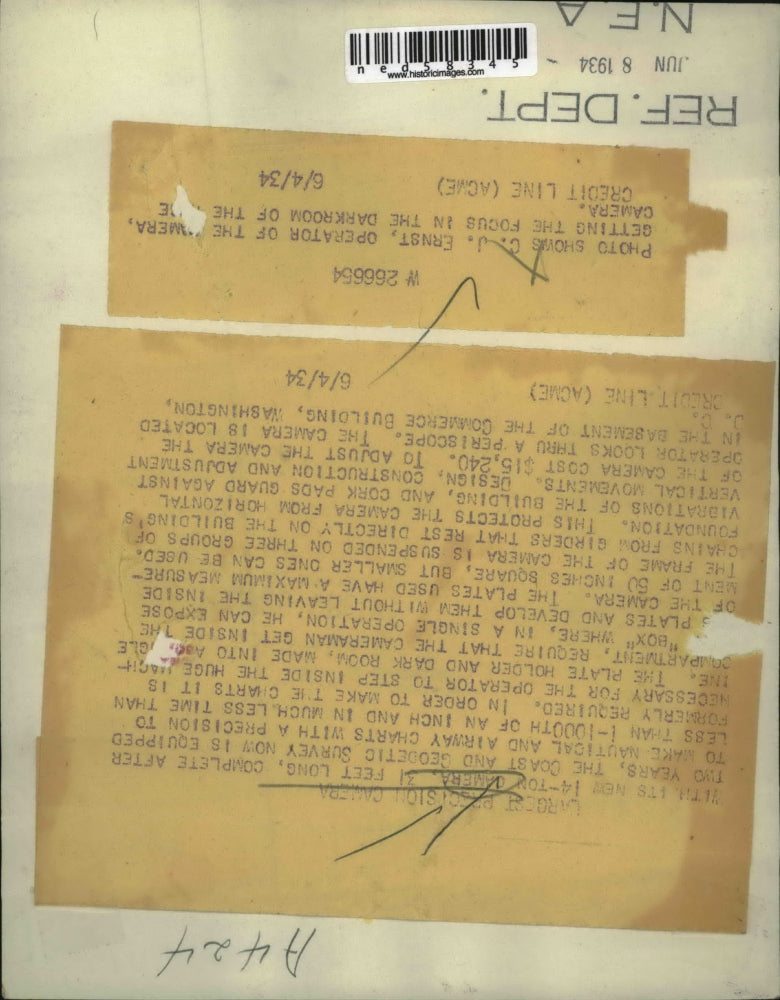 A424
LARGEST PRECISION CAMERA
WITH ITS NEW 14-TON CAMERA, 31 FEET LONG, COMPLETE AFTER
TWO YEARS, THE COAST AND GEODETIC SURVEY NOW IS EQUIPPED
TO MAKE NAUTICAL AND AIRWAY CHARTS WITH A PRECISION TO
LESS THAN 1-1000TH OF AN INCH AND IN MUCH LESS TIME THAN
FORMERLY REQUIRED. IN ORDER TO MAKE THE CHARTS IT IS
NECESSARY FOR THE OPERATOR TO STEP INSIDE THE HUGE MACH-
INE. THE PLATE HOLDER AND DARK ROOM, MADE INTO A
COMPARTMENT, REQUIRE THAT THE CAMERAMAN GET INSIDE THE
"BOX" WHERE, IN A SINGLE OPERATION, HE CAN EXPOSE
PLATES AND DEVELOP THEM WITHOUT LEAVING THE INSIDE
OF THE CAMERA. THE PLATES USED HAVE A MAXIMUM MEASURE-
MENT OF 50 INCHES SQUARE, BUT SMALLER ONES CAN BE USED.
THE FRAME OF THE CAMERA IS SUSPENDED ON THREE GROUPS OF
CHAINS FROM GIRDERS THAT REST DIRECTLY ON THE BUILDING'S
FOUNDATION. THIS PROTECTS THE CAMERA FROM HORIZONTAL
VIBRATIONS OF THE BUILDING, AND CORK PADS GUARD AGAINST
VERTICAL MOVEMENTS. DESIGN, CONSTRUCTION AND ADJUSTMENT
OF THE CAMERA COST $15,240. TO ADJUST THE CAMERA THE
OPERATOR LOOKS THRU A PERISCOPE. THE CAMERA IS LOCATED
IN THE BASEMENT OF THE COMMERCE BUILDING, WASHINGTON,
D. C.
CREDIT LINE (ACME) 6/4/34
W 266654
PHOTO SHOWS C. J. ERNST, OPERATOR OF THE CAMERA,
GETTING THE FOCUS IN THE DARKROOM OF THE
CAMERA.
CREDIT LINE (ACME) 6/4/34
REF. DEPT.
JUN 8 1934
N.E.A
ned58345
www.historicimages.com